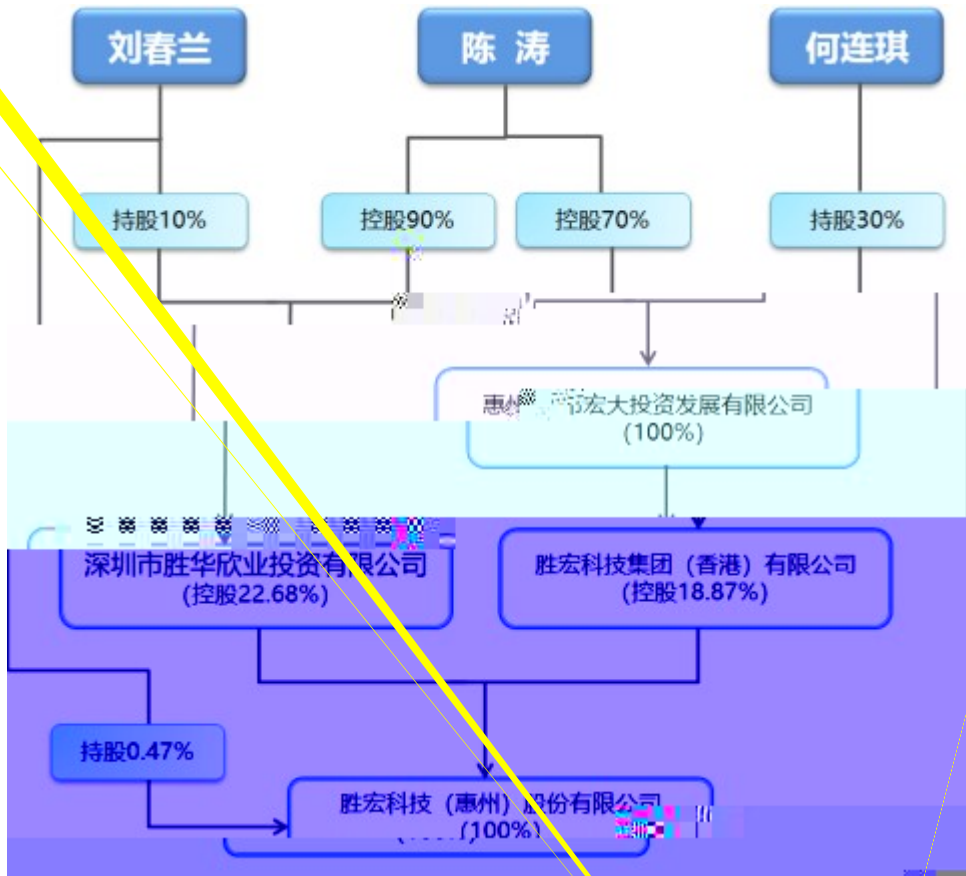 刘春兰
陈 涛
何连琪
持股10%
控股90%
控股70%
持股30%
宏大投资发展有限公司
(100%)
深圳市胜华欣业投资有限公司
(控股22.68%)
胜宏科技集团（香港）有限公司
(控股18.87%)
持股0.47%
胜宏科技（惠州）股份有限公司
(100%)